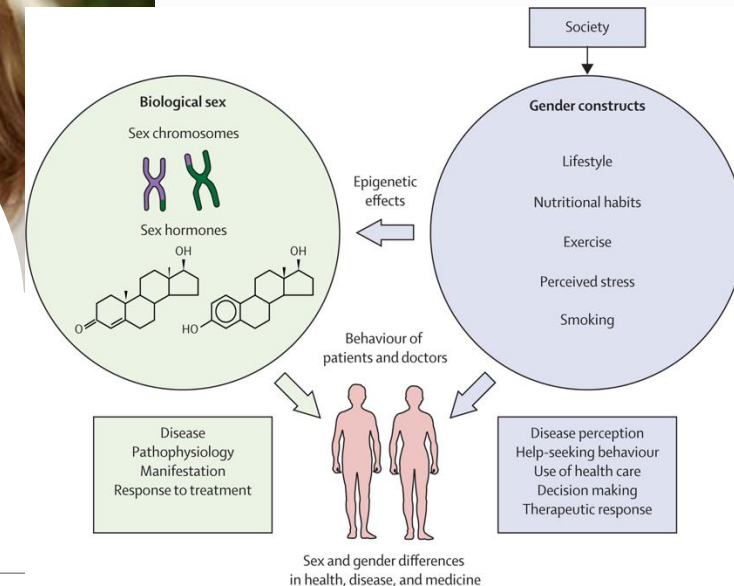 Society
Biological sex
Sex chromosomes
Sex hormones
OH
O
OH
HO
Epigenetic
effects
Gender constructs
Lifestyle
Nutritional habits
Exercise
Perceived stress
Smoking
Behaviour of
patients and doctors
Disease
Pathophysiology
Manifestation
Response to treatment
Disease perception
Help-seeking behaviour
Use of health care
Decision making
Therapeutic response
Sex and gender differences
in health, disease, and medicine